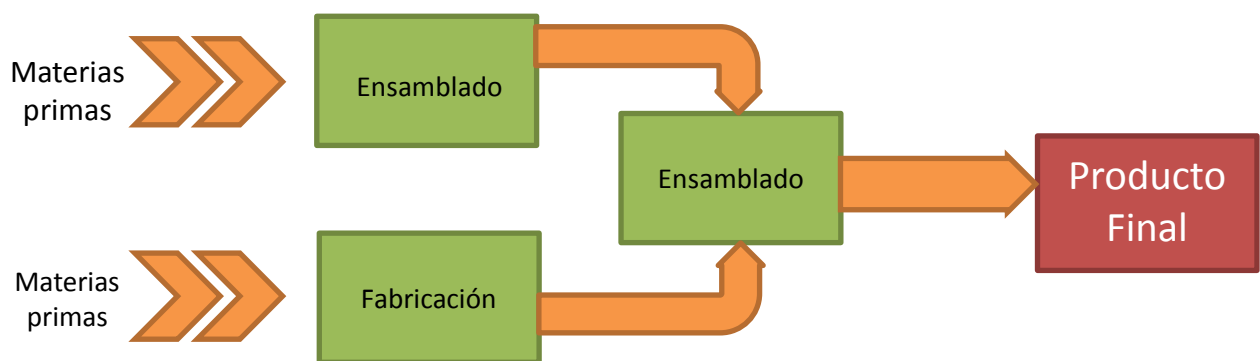 Materias
primas
Ensamblado
Ensamblado
Producto
Final
Materias
primas
Fabricación